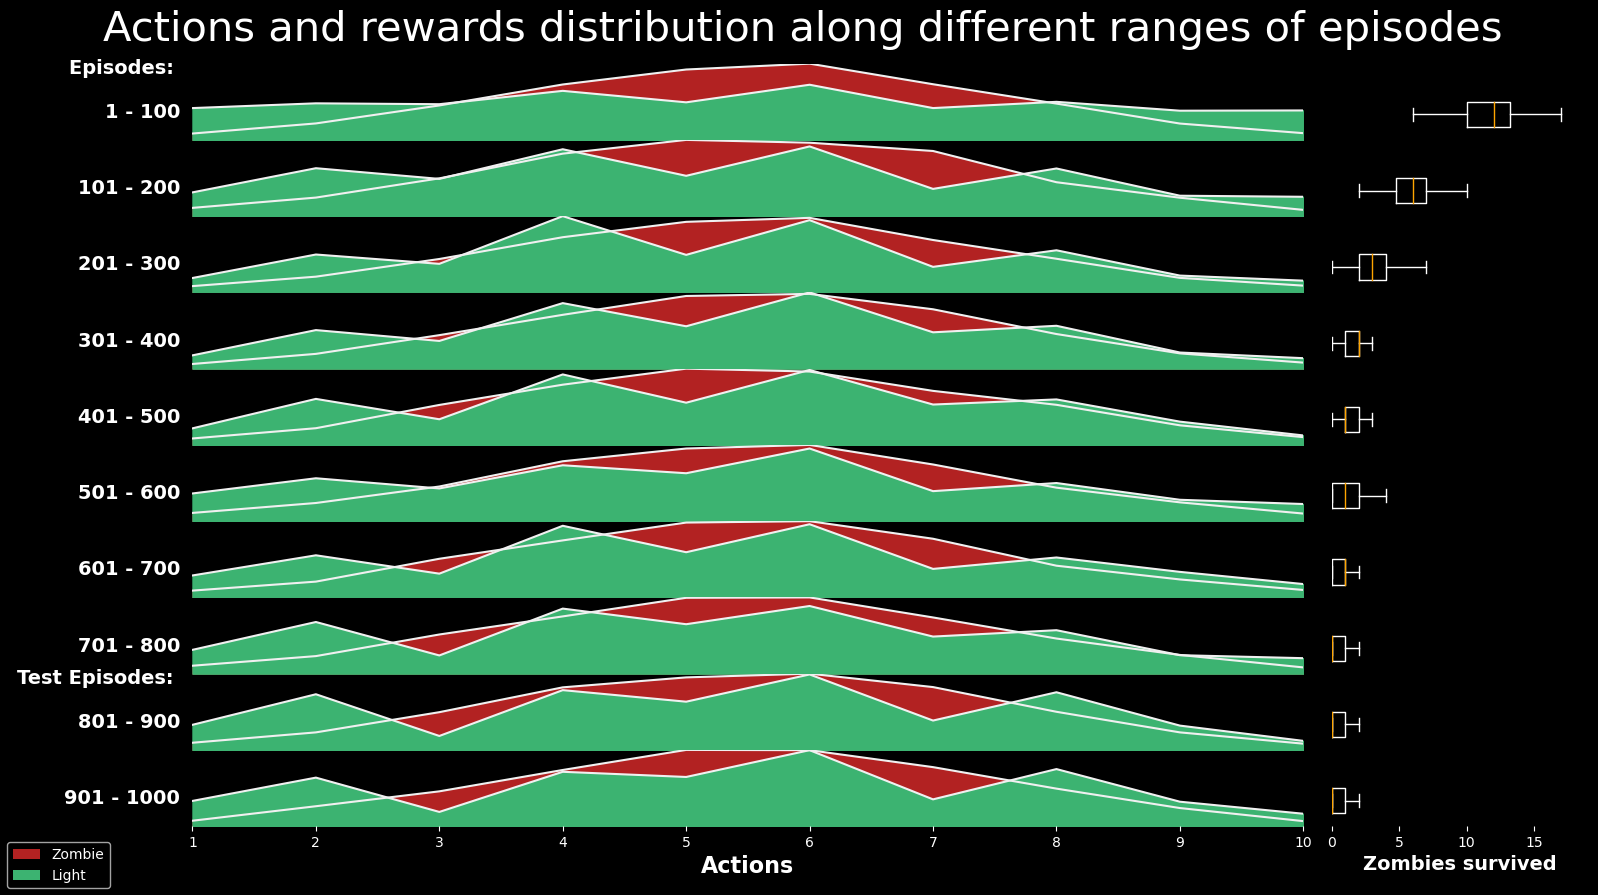 Actions and rewards distribution along different ranges of episodes
Episodes:
1 - 100
101 - 200
201 - 300
301 - 400
401 - 500
501 - 600
601 - 700
701 - 800
Test Episodes:
801 - 900
901 - 1000
1 2 3 4 5 6 7 8 9 10 0 5 10 15
Actions
Zombies survived
Zombie
Light